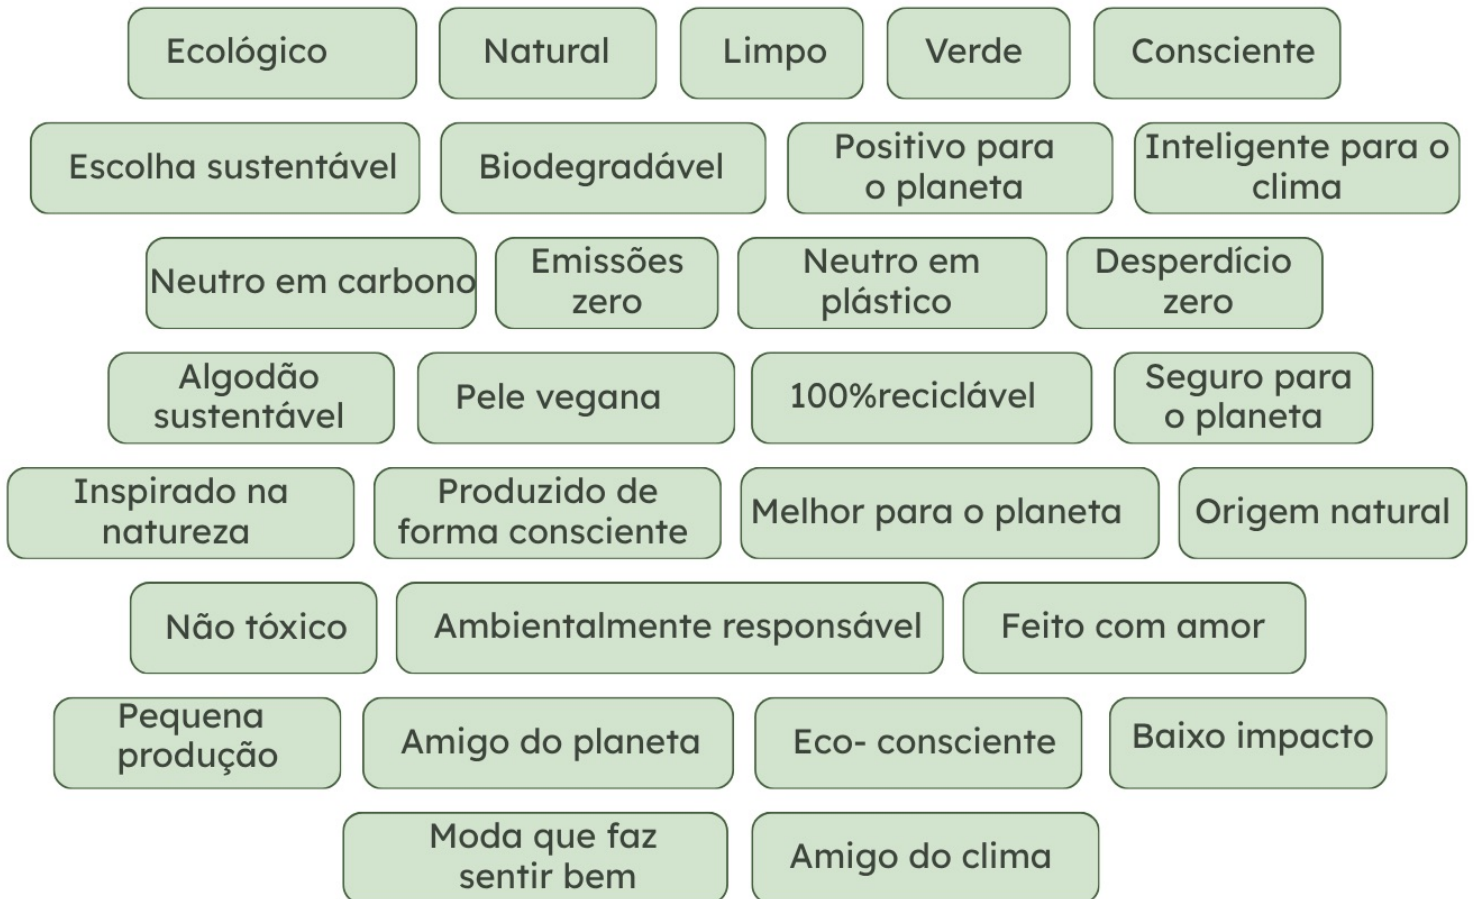 Ecológico
Natural
Limpo
Verde
Consciente
Escolha sustentável
Biodegradável
Positivo para
o planeta
Inteligente para o
clima
Neutro em carbono
Emissões
zero
Neutro em
plástico
Desperdício
zero
Algodão
sustentável
Pele vegana
100%reciclável
Seguro para
o planeta
Inspirado na
natureza
Produzido de
forma consciente
Melhor para o planeta
Origem natural
Não tóxico
Ambientalmente responsável
Feito com amor
Pequena
produção
Amigo do planeta
Eco- consciente
Baixo impacto
Moda que faz
sentir bem
Amigo do clima